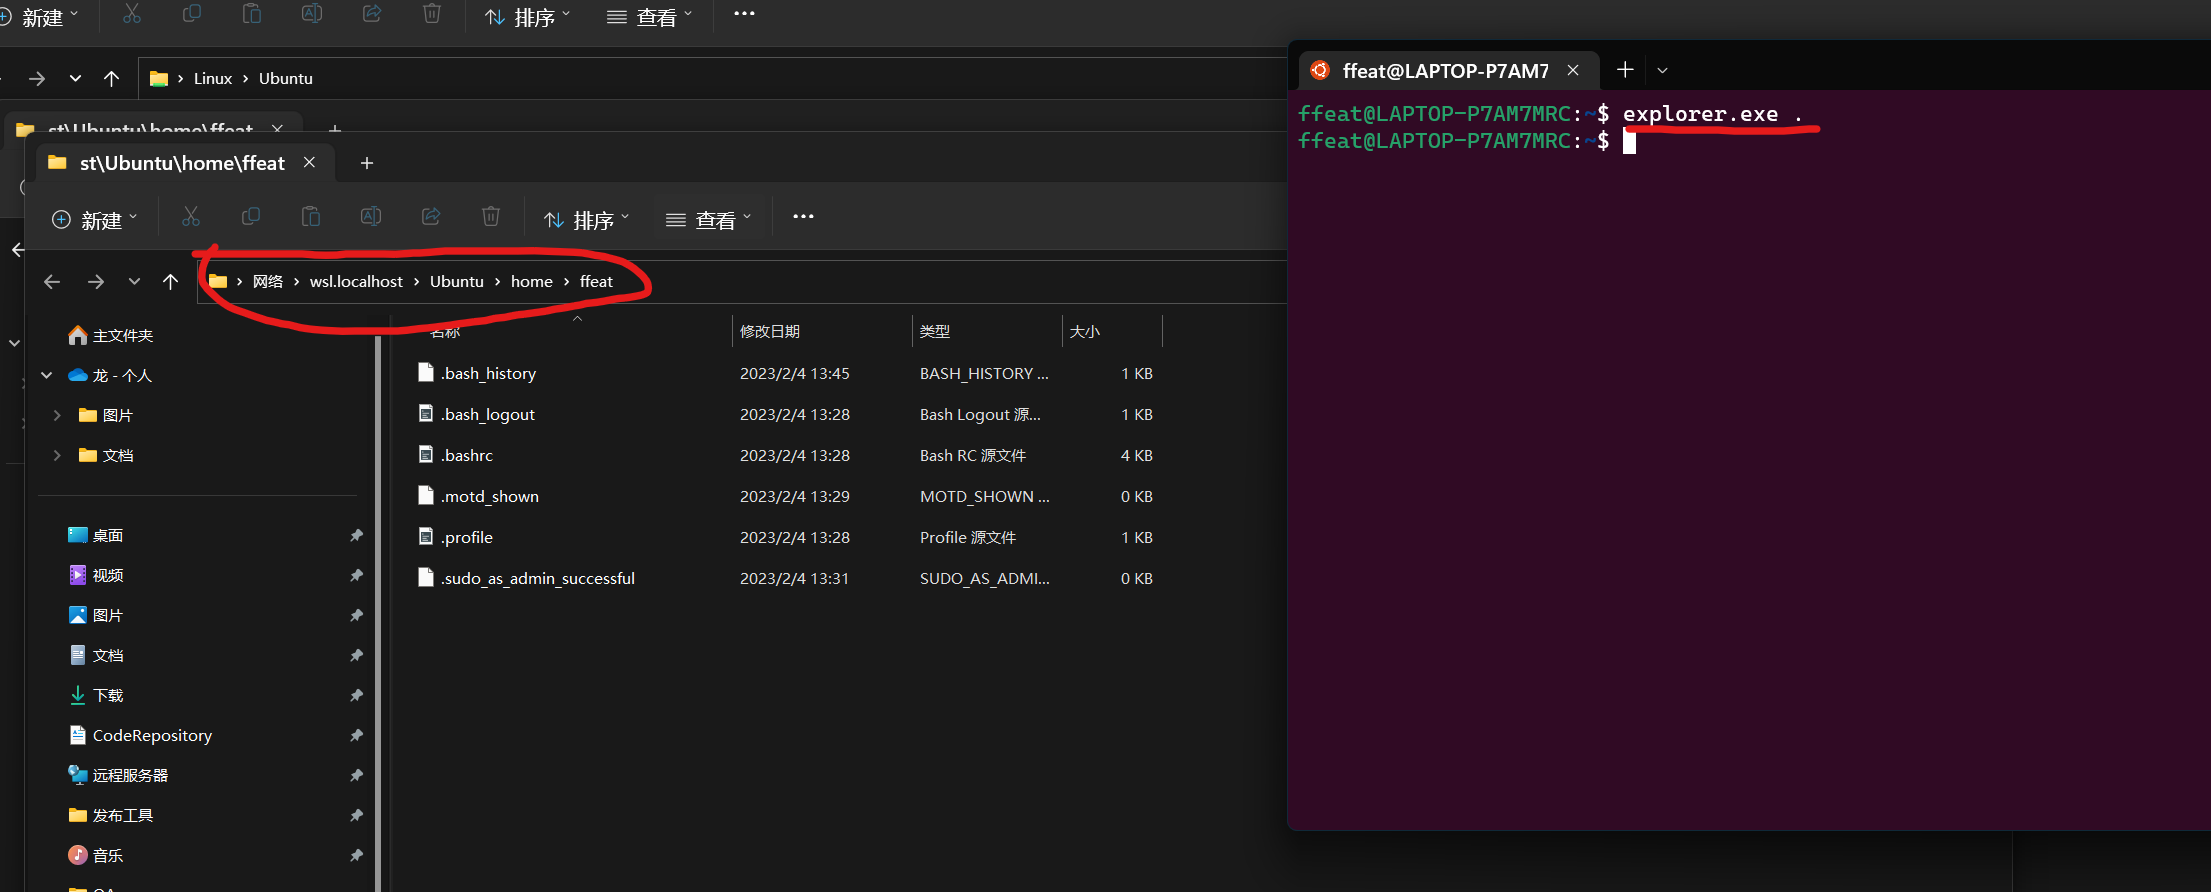 新建
排序
查看
Linux
Ubuntu
st\Ubuntu\home\ffeat
st\Ubuntu\home\ffeat
新建
排序
查看
网络
wsl.localhost
Ubuntu
home
ffeat
主文件夹
龙 - 个人
图片
文档
桌面
视频
图片
文档
下载
CodeRepository
远程服务器
发布工具
音乐
名称 修改日期 类型 大小
.bash_history 2023/2/4 13:45 BASH_HISTORY ... 1 KB
.bash_logout 2023/2/4 13:28 Bash Logout 源... 1 KB
.bashrc 2023/2/4 13:28 Bash RC 源文件 4 KB
.motd_shown 2023/2/4 13:29 MOTD_SHOWN ... 0 KB
.profile 2023/2/4 13:28 Profile 源文件 1 KB
.sudo_as_admin_successful 2023/2/4 13:31 SUDO_AS_ADMI... 0 KB
ffeat@LAPTOP-P7AM7
ffeat@LAPTOP-P7AM7MRC:~$ explorer.exe .
ffeat@LAPTOP-P7AM7MRC:~$